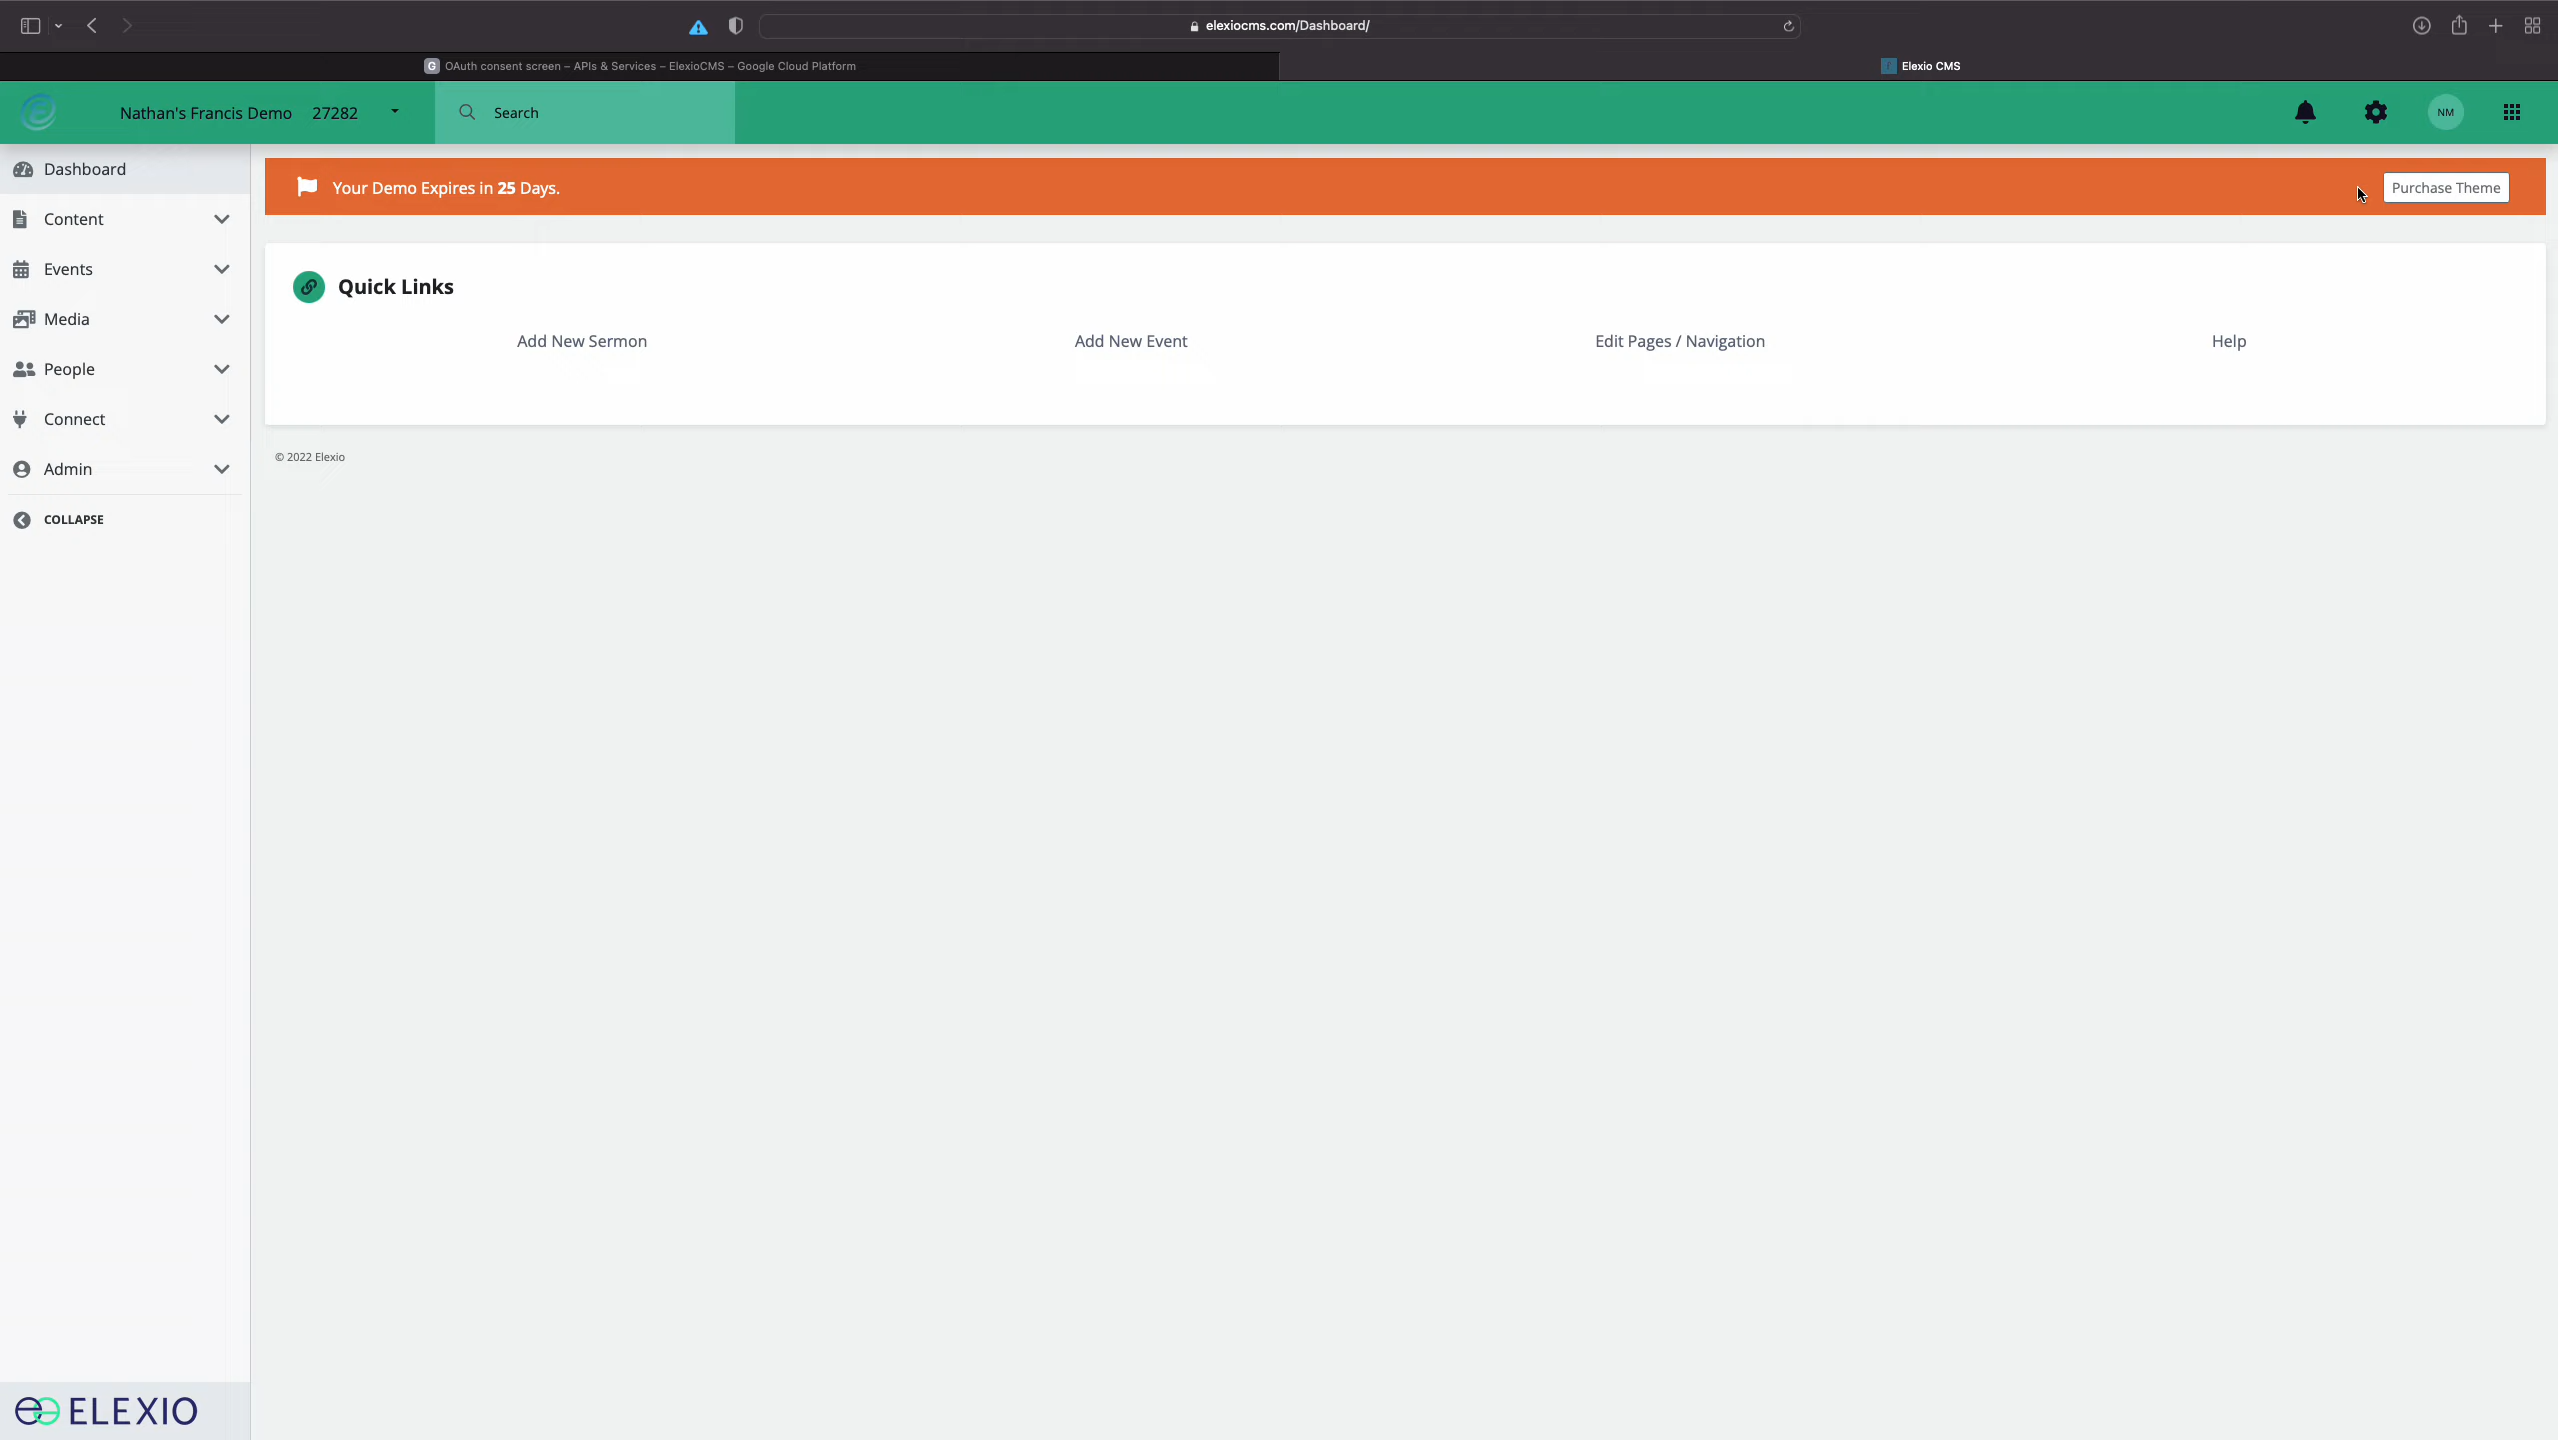 elexiocms.com/Dashboard/
G OAuth consent screen – APIs & Services – ElexioCMS – Google Cloud Platform
Elexio CMS
Nathan's Francis Demo 27282
Search
NM
Dashboard
Content
Events
Media
People
Connect
Admin
COLLAPSE
Your Demo Expires in 25 Days.
Purchase Theme
Quick Links
Add New Sermon
Add New Event
Edit Pages / Navigation
Help
© 2022 Elexio
ELEXIO